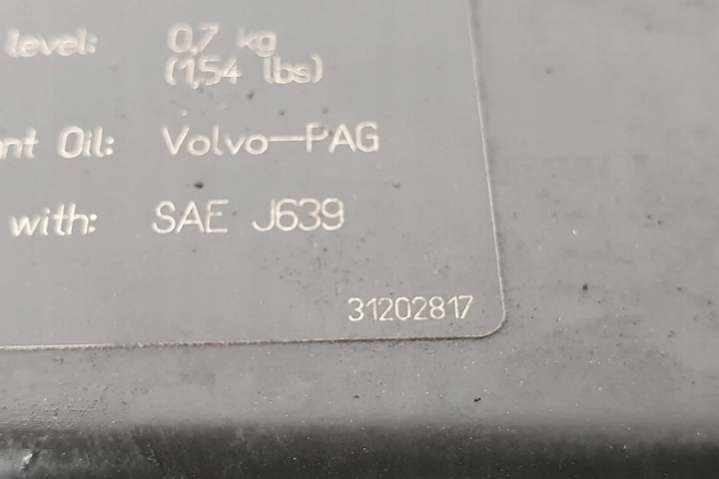 level: 0,7 kg
(1,54 lbs)
nt Oil: Volvo-PAG
with: SAE J639
31202817